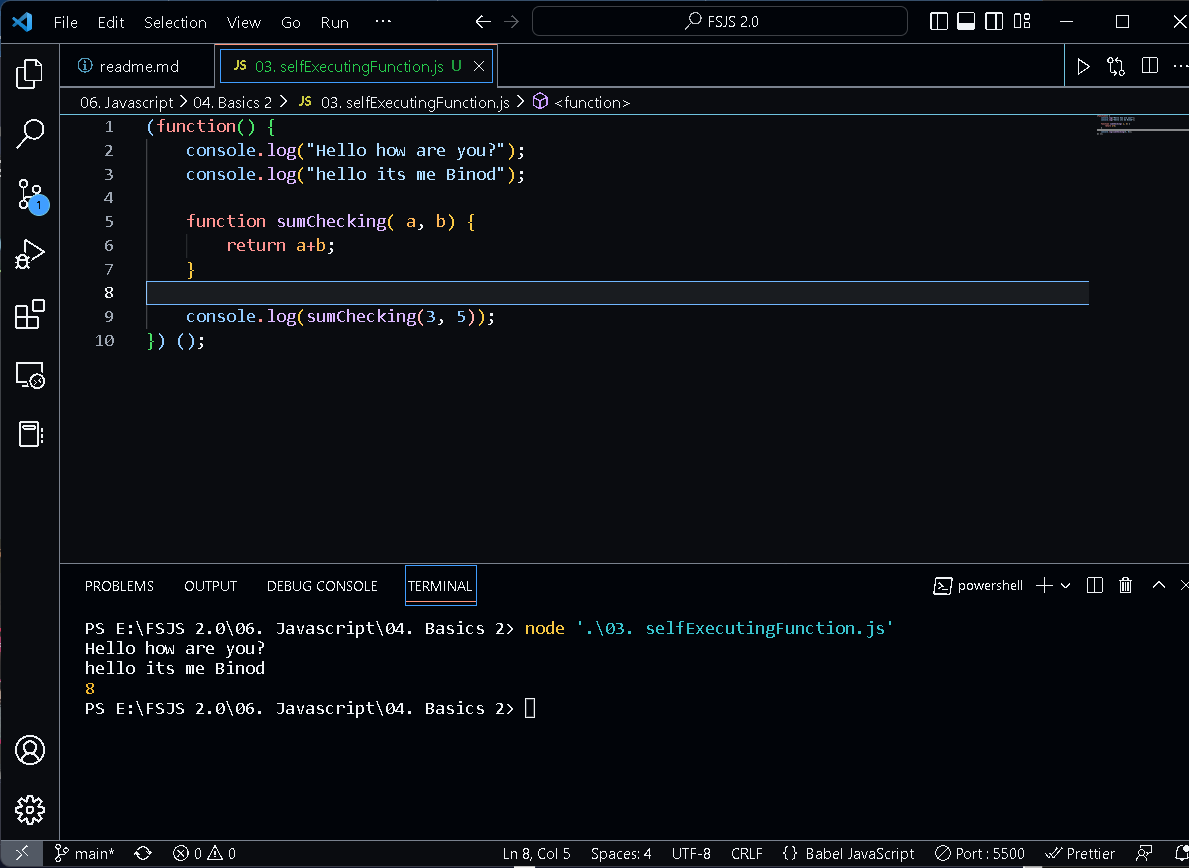 File Edit Selection View Go Run ··· FSJS 2.0
readme.md JS 03. selfExecutingFunction.js U
06. Javascript > 04. Basics 2 > JS 03. selfExecutingFunction.js > <function>
1 (function() {
2 console.log("Hello how are you?");
3 console.log("hello its me Binod");
4
5 function sumChecking( a, b) {
6 return a+b;
7 }
8
9 console.log(sumChecking(3, 5));
10 }) ();
1
PROBLEMS OUTPUT DEBUG CONSOLE TERMINAL powershell
PS E:\FSJS 2.0\06. Javascript\04. Basics 2> node '.\03. selfExecutingFunction.js'
Hello how are you?
hello its me Binod
8
PS E:\FSJS 2.0\06. Javascript\04. Basics 2>
main* 0 0 Ln 8, Col 5 Spaces: 4 UTF-8 CRLF {} Babel JavaScript Port : 5500 Prettier